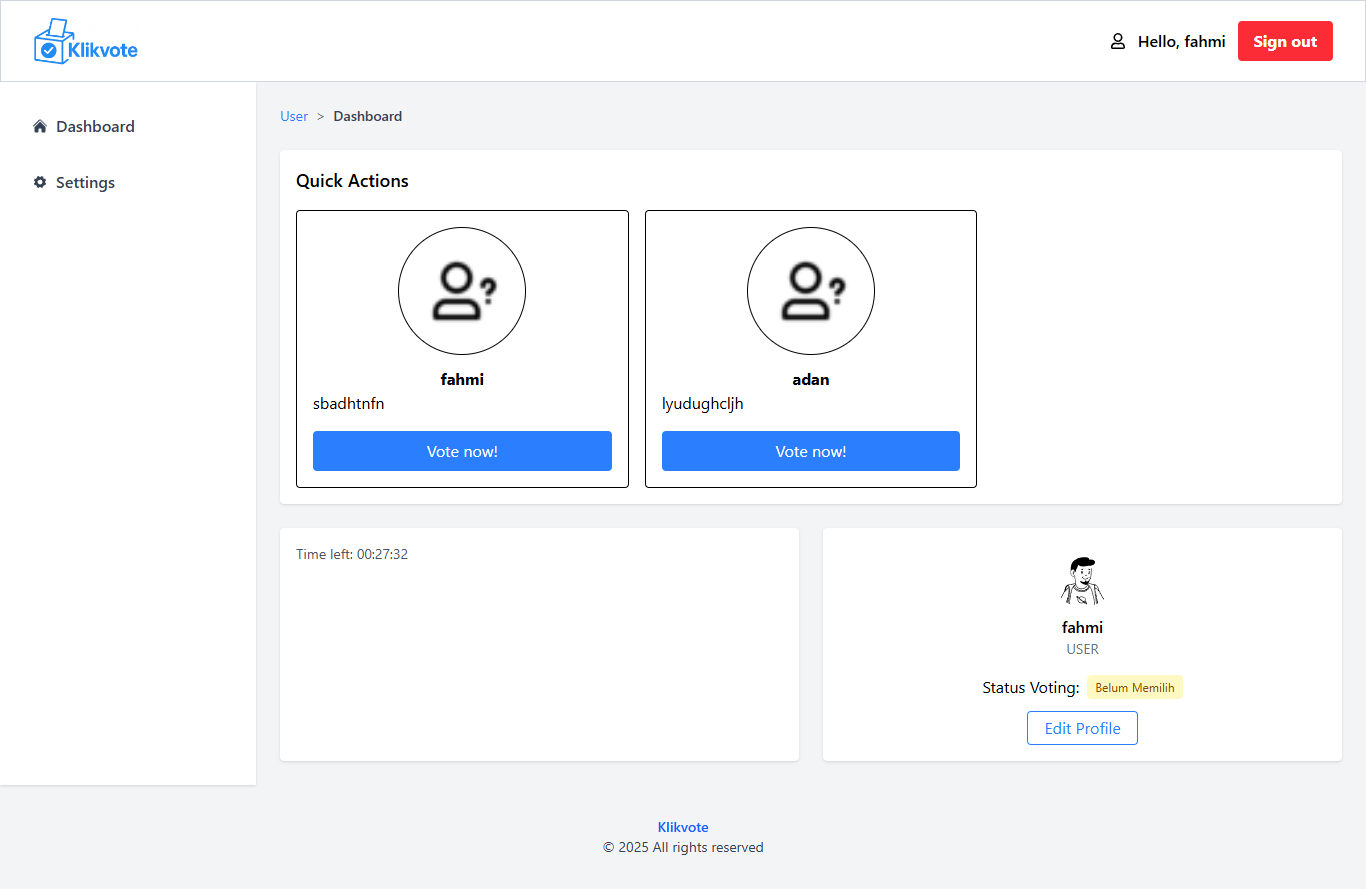 Klikvote
Hello, fahmi
Sign out
Dashboard
Settings
User > Dashboard
Quick Actions
?
?
fahmi
sbadhtnfn
Vote now!
adan
lyudughcljh
Vote now!
Time left: 00:27:32
fahmi
USER
Status Voting: Belum Memilih
Edit Profile
Klikvote
© 2025 All rights reserved